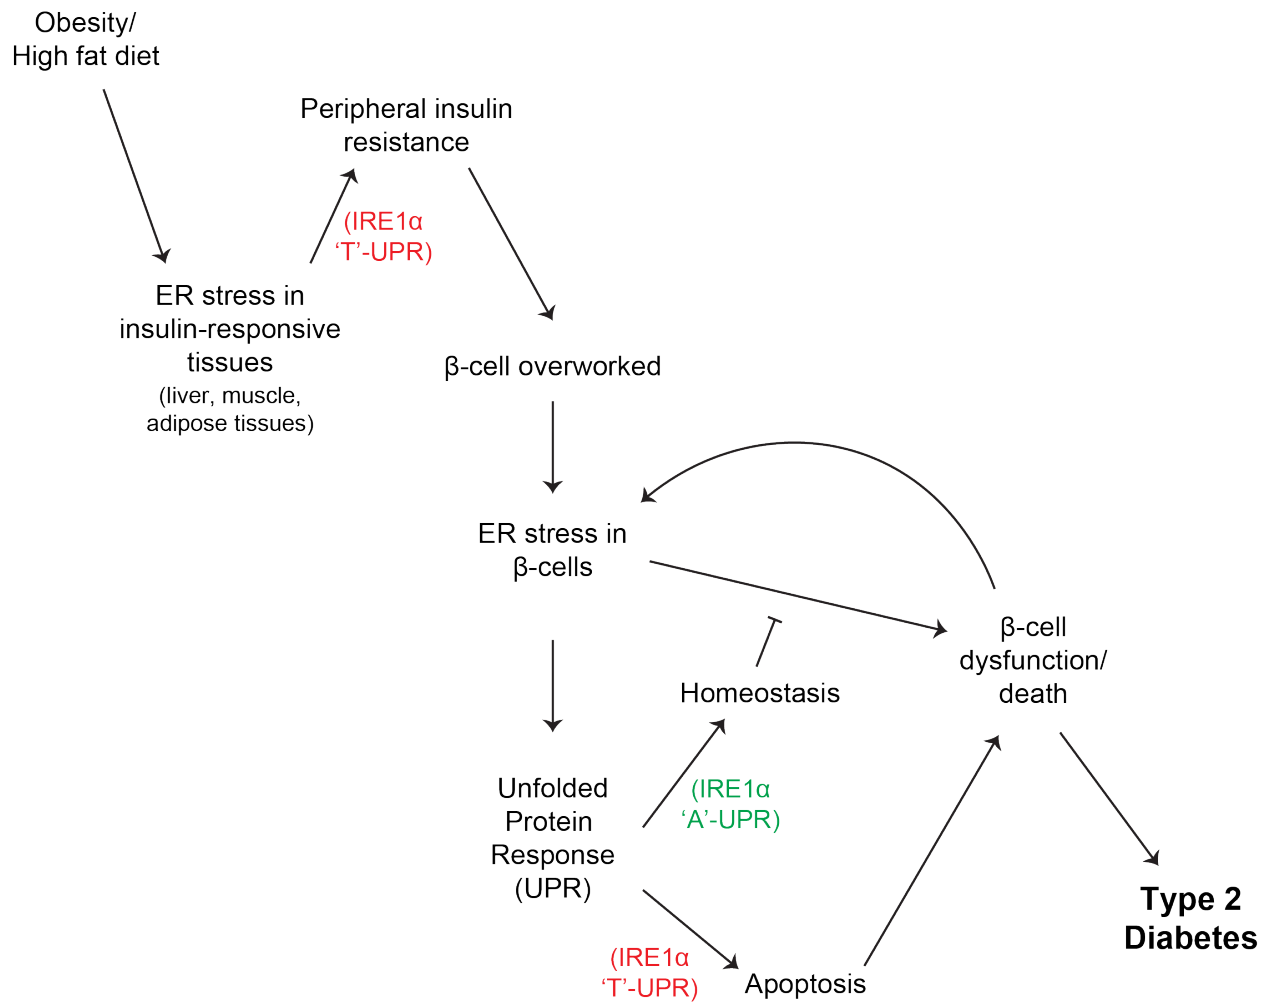 Obesity/
High fat diet
Peripheral insulin
resistance
(IRE1α
‘T’-UPR)
ER stress in
insulin-responsive
tissues
(liver, muscle,
adipose tissues)
β-cell overworked
ER stress in
β-cells
β-cell
dysfunction/
death
Homeostasis
Unfolded
Protein
Response
(UPR)
(IRE1α
‘A’-UPR)
(IRE1α
‘T’-UPR)
Apoptosis
Type 2
Diabetes